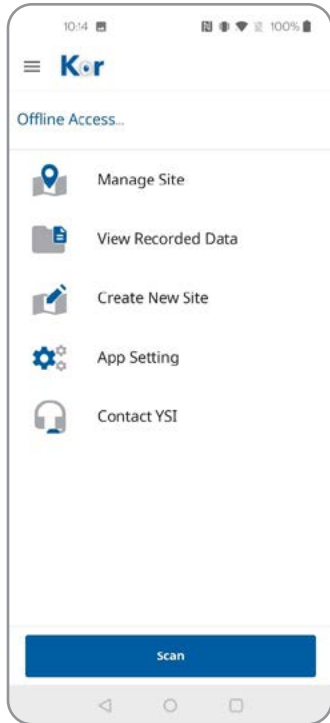 10:14
100%
Kor
Offline Access...
Manage Site
View Recorded Data
Create New Site
App Setting
Contact YSI
Scan